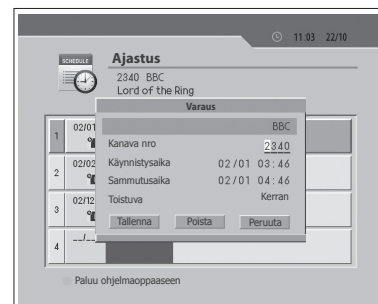 11:03 22/10
SCHEDULE
Ajastus
2340 BBC
Lord of the Ring
Varaus
BBC
Kanava nro 2340
Käynnistysaika 02/01 03:46
Sammutusaika 02/01 04:46
Toistuva Kerran
Tallenna Poista Peruuta
1 02/01
2 02/02
3 02/12
4 __/__
Paluu ohjelmaoppaaseen